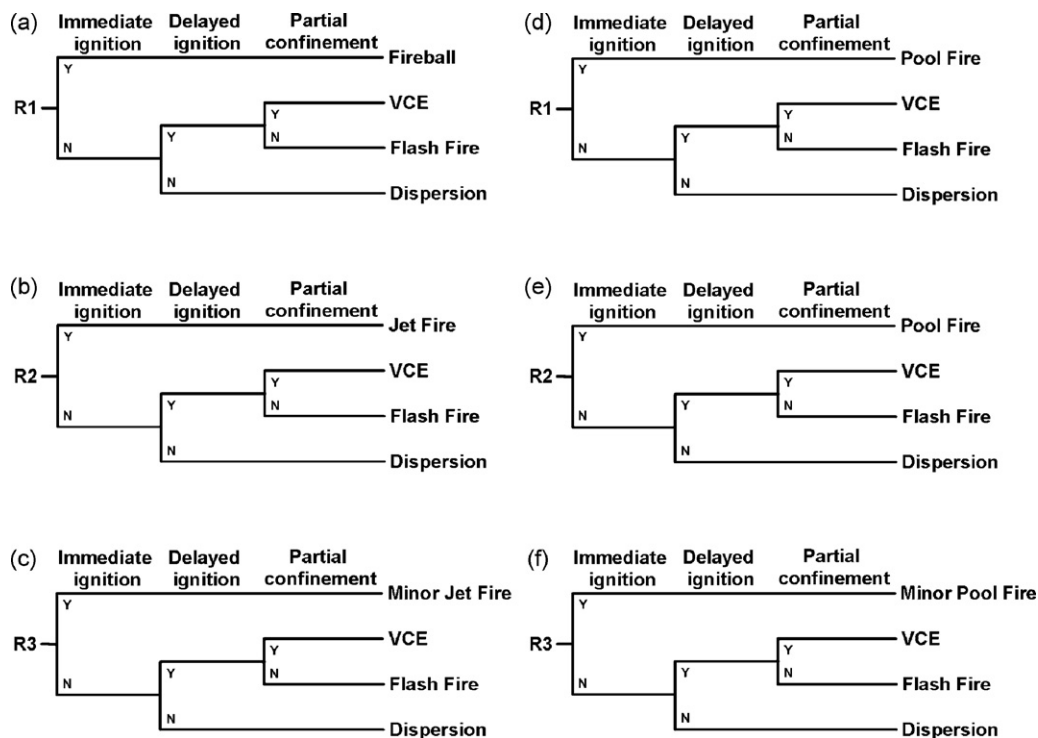 (a)
Immediate ignition
Delayed ignition
Partial confinement
Y
Fireball
R1
VCE
Y
N
Y
N
Flash Fire
N
Dispersion
(d)
Immediate ignition
Delayed ignition
Partial confinement
Y
Pool Fire
R1
VCE
Y
N
Y
N
Flash Fire
N
Dispersion
(b)
Immediate ignition
Delayed ignition
Partial confinement
Y
Jet Fire
R2
VCE
Y
N
Y
N
Flash Fire
N
Dispersion
(e)
Immediate ignition
Delayed ignition
Partial confinement
Y
Pool Fire
R2
VCE
Y
N
Y
N
Flash Fire
N
Dispersion
(c)
Immediate ignition
Delayed ignition
Partial confinement
Y
Minor Jet Fire
R3
VCE
Y
N
Y
N
Flash Fire
N
Dispersion
(f)
Immediate ignition
Delayed ignition
Partial confinement
Y
Minor Pool Fire
R3
VCE
Y
N
Y
N
Flash Fire
N
Dispersion